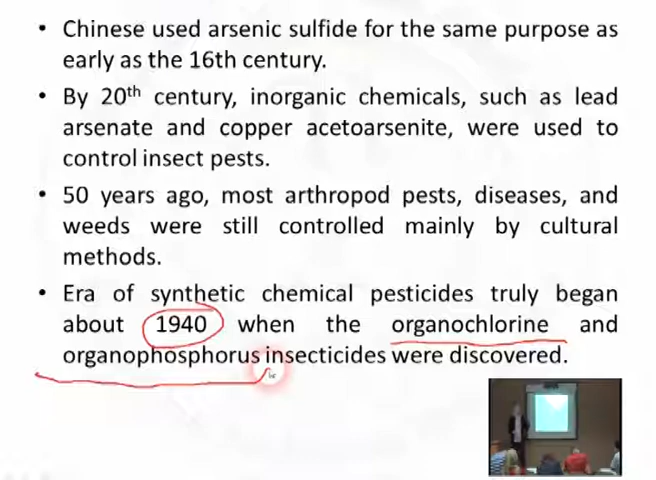 • Chinese used arsenic sulfide for the same purpose as
early as the 16th century.
• By 20th century, inorganic chemicals, such as lead
arsenate and copper acetoarsenite, were used to
control insect pests.
• 50 years ago, most arthropod pests, diseases, and
weeds were still controlled mainly by cultural
methods.
• Era of synthetic chemical pesticides truly began
about 1940 when the organochlorine and
organophosphorus insecticides were discovered.